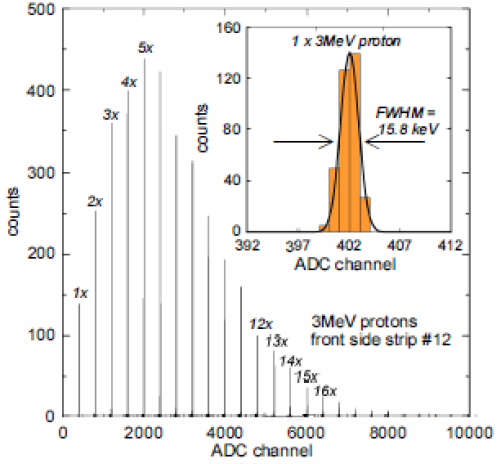 500
400
300
200
100
0
counts
0
2000
4000
6000
8000
10000
ADC channel
1x
2x
3x
4x
5x
12x
13x
14x
15x
16x
3MeV protons
front side strip #12
160
120
80
40
0
counts
1 x 3MeV proton
FWHM =
15.8 keV
392
397
402
407
412
ADC channel